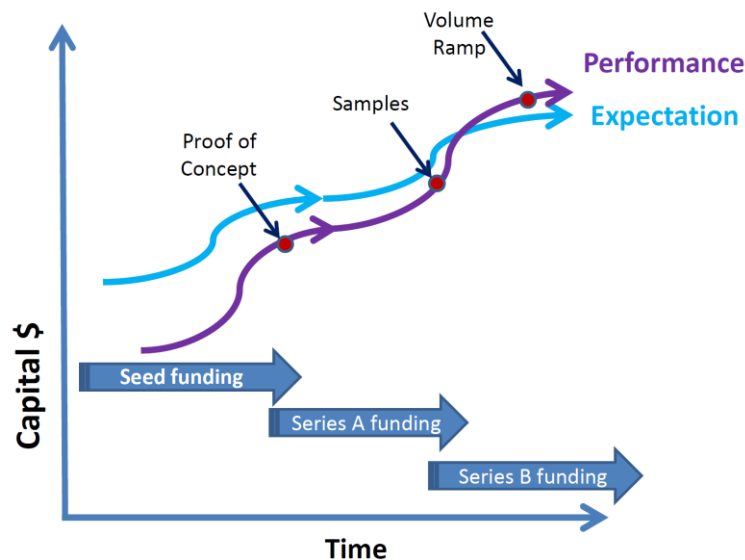 Volume
Ramp
Performance
Samples
Expectation
Proof of
Concept
Capital $
Seed funding
Series A funding
Series B funding
Time